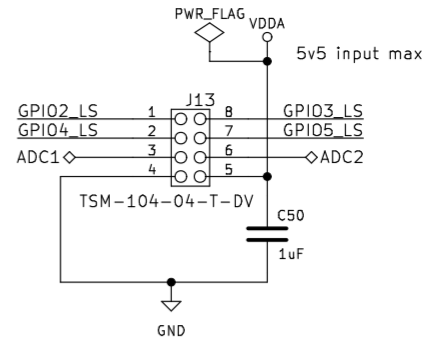 PWR_FLAG VDDA
5v5 input max
J13
GPIO2_LS 1 8 GPIO3_LS
GPIO4_LS 2 7 GPIO5_LS
ADC1 3 6 ADC2
4 5
TSM-104-04-T-DV
C50
1uF
GND